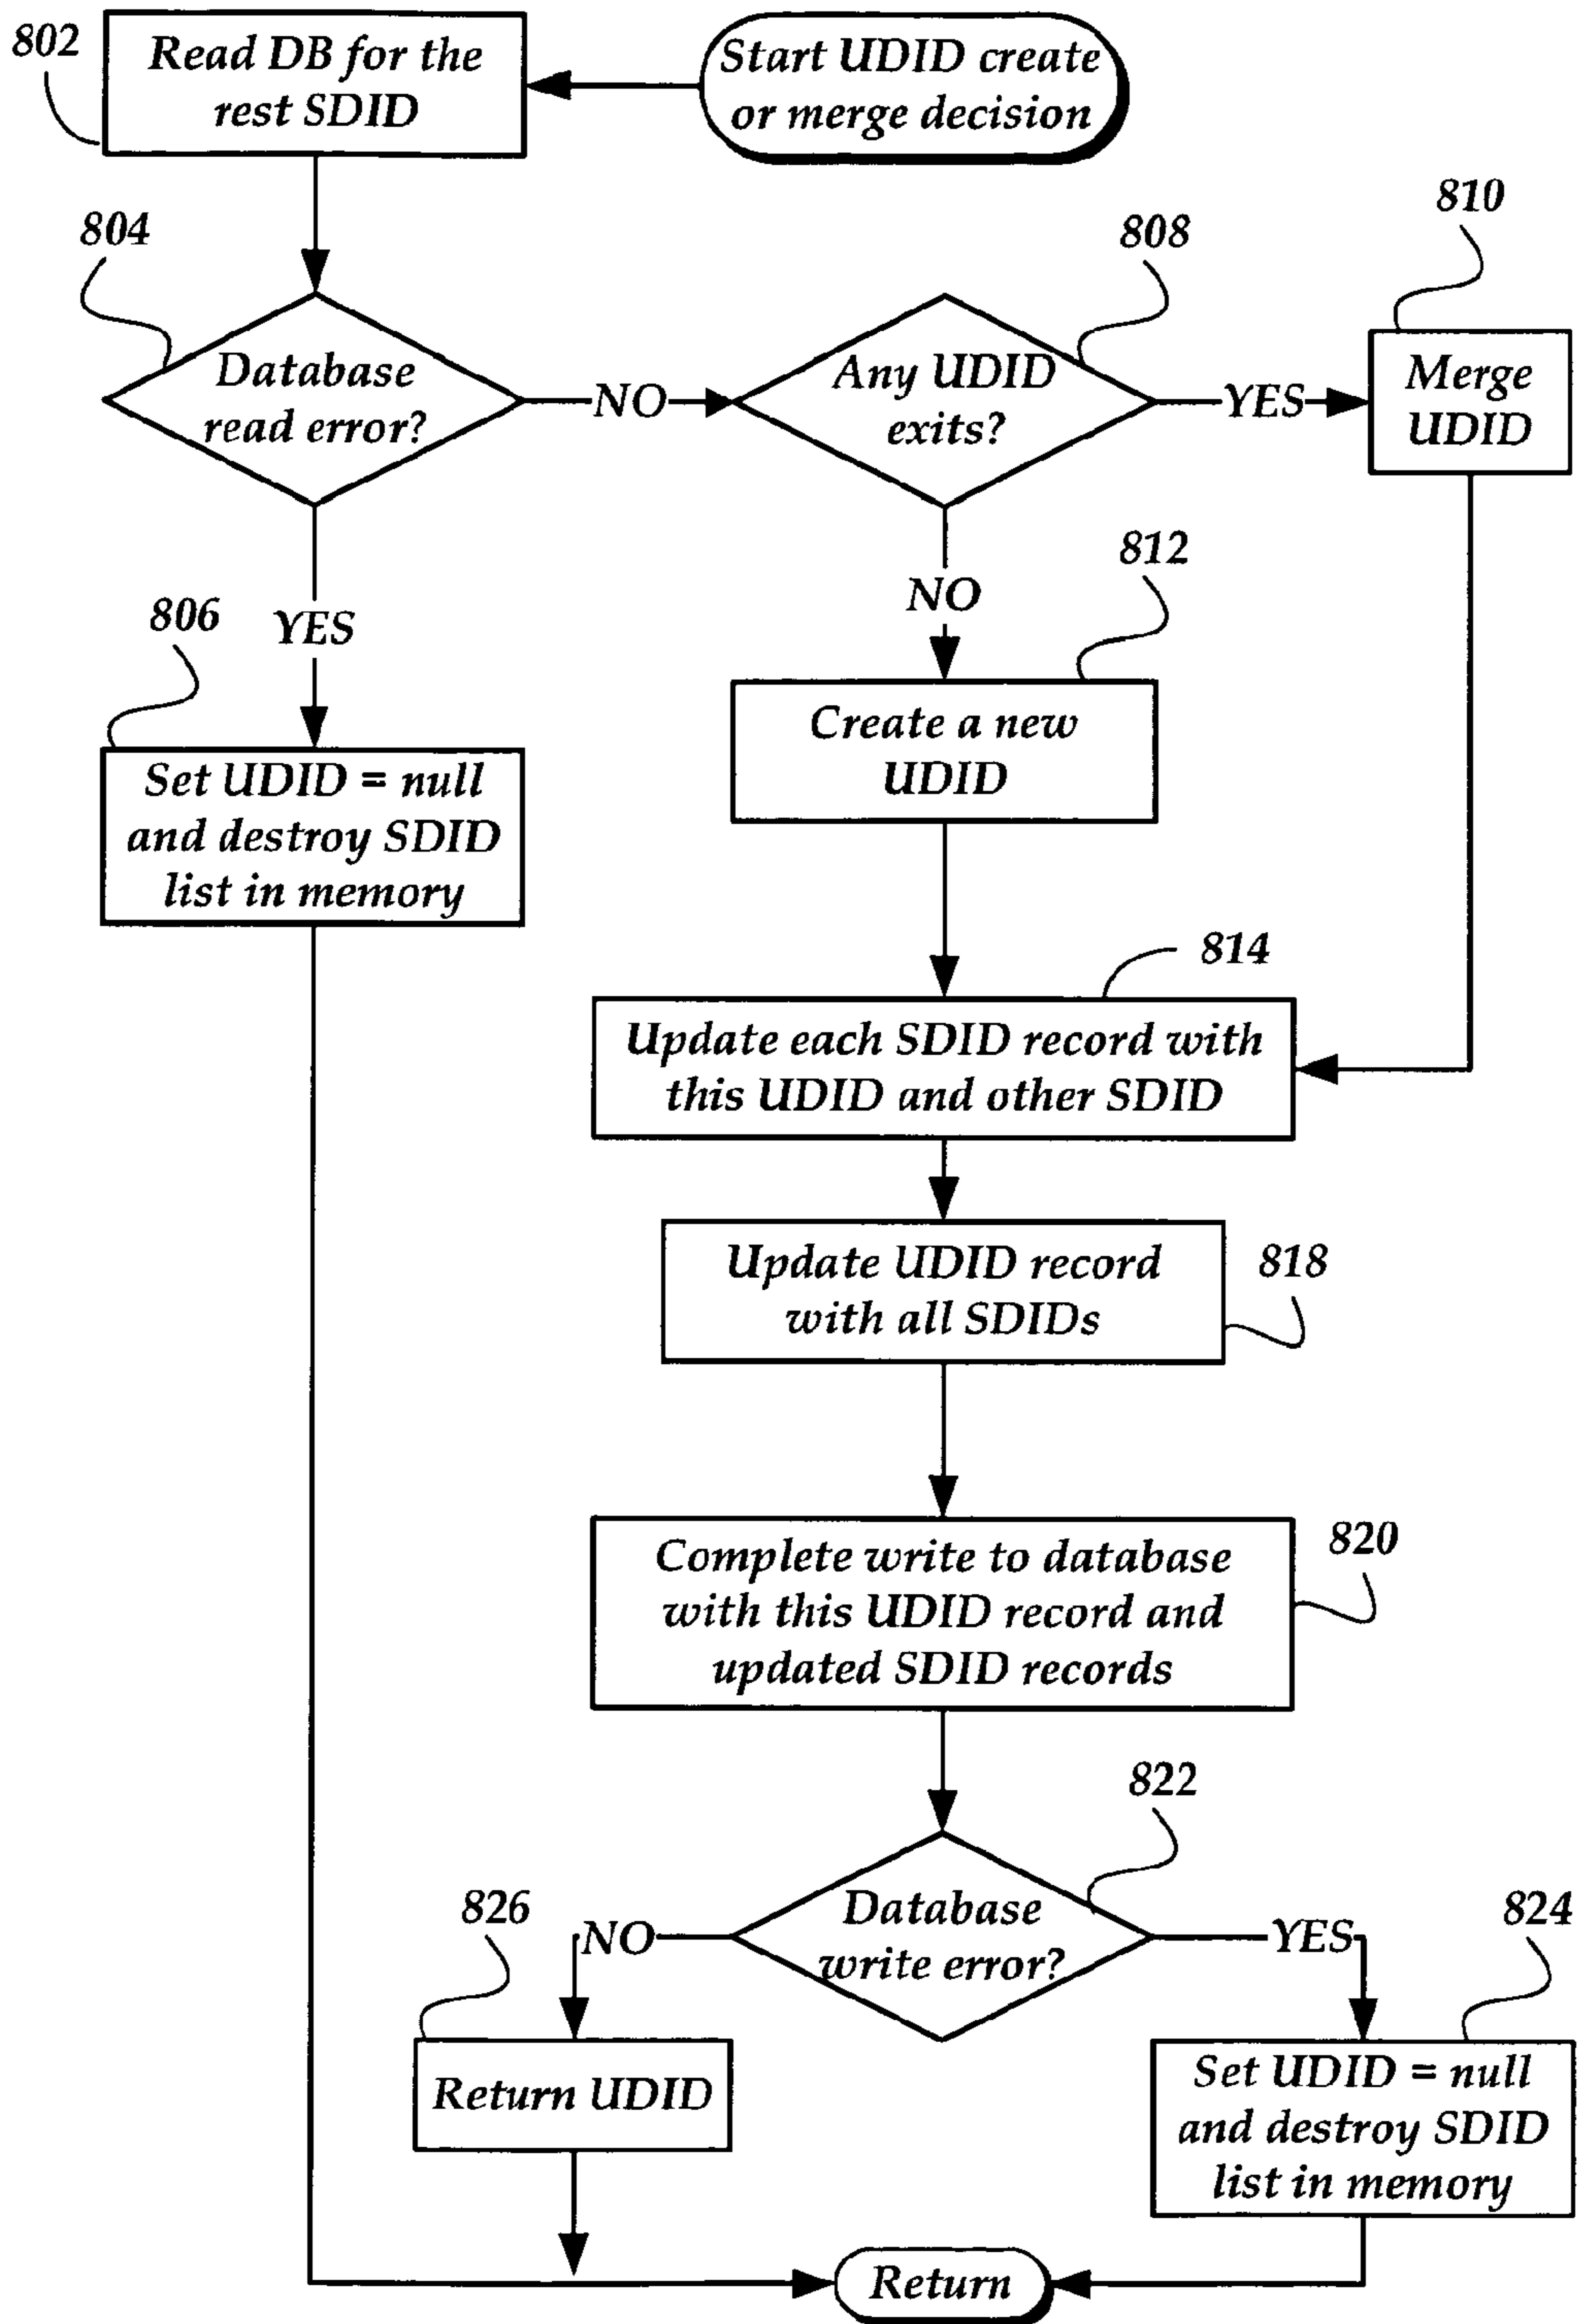 802
Read DB for the
rest SDID
Start UDID create
or merge decision
804
Database
read error?
NO
808
Any UDID
exits?
YES
810
Merge
UDID
806
YES
Set UDID = null
and destroy SDID
list in memory
NO
812
Create a new
UDID
814
Update each SDID record with
this UDID and other SDID
Update UDID record
with all SDIDs
818
Complete write to database
with this UDID record and
updated SDID records
820
822
Database
write error?
826
NO
YES
824
Return UDID
Set UDID = null
and destroy SDID
list in memory
Return